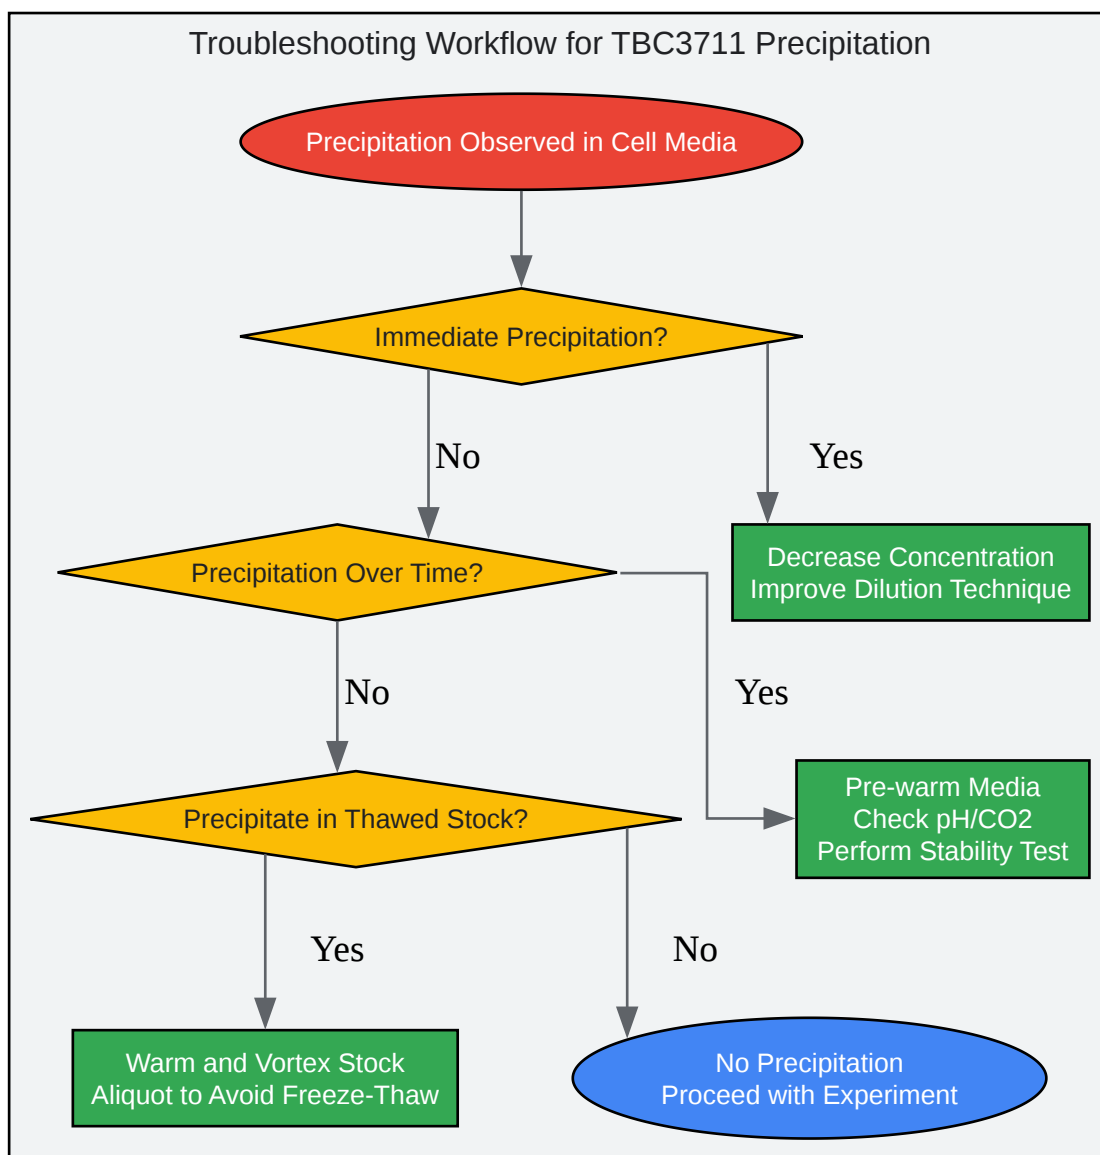 Troubleshooting Workflow for TBC3711 Precipitation
Precipitation Observed in Cell Media
Immediate Precipitation?
No
Yes
Decrease Concentration
Improve Dilution Technique
Precipitation Over Time?
No
Yes
Pre-warm Media
Check pH/CO2
Perform Stability Test
Precipitate in Thawed Stock?
Yes
No
Warm and Vortex Stock
Aliquot to Avoid Freeze-Thaw
No Precipitation
Proceed with Experiment